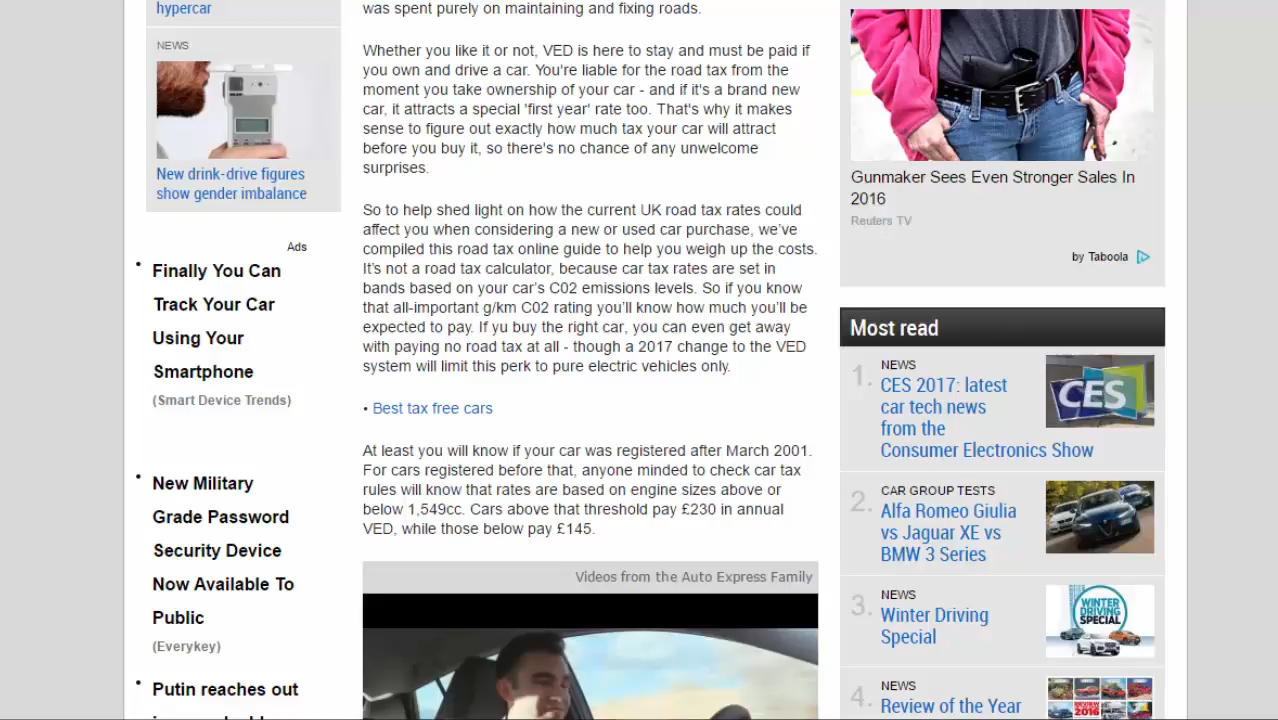 hypercar
NEWS
New drink-drive figures
show gender imbalance
Ads
Finally You Can
Track Your Car
Using Your
Smartphone
(Smart Device Trends)
New Military
Grade Password
Security Device
Now Available To
Public
(Everykey)
Putin reaches out
was spent purely on maintaining and fixing roads.
Whether you like it or not, VED is here to stay and must be paid if
you own and drive a car. You're liable for the road tax from the
moment you take ownership of your car - and if it's a brand new
car, it attracts a special 'first year' rate too. That's why it makes
sense to figure out exactly how much tax your car will attract
before you buy it, so there's no chance of any unwelcome
surprises.
So to help shed light on how the current UK road tax rates could
affect you when considering a new or used car purchase, we’ve
compiled this road tax online guide to help you weigh up the costs.
It’s not a road tax calculator, because car tax rates are set in
bands based on your car’s C02 emissions levels. So if you know
that all-important g/km C02 rating you’ll know how much you’ll be
expected to pay. If yu buy the right car, you can even get away
with paying no road tax at all - though a 2017 change to the VED
system will limit this perk to pure electric vehicles only.
• Best tax free cars
At least you will know if your car was registered after March 2001.
For cars registered before that, anyone minded to check car tax
rules will know that rates are based on engine sizes above or
below 1,549cc. Cars above that threshold pay £230 in annual
VED, while those below pay £145.
Videos from the Auto Express Family
Gunmaker Sees Even Stronger Sales In
2016
Reuters TV
by Taboola
Most read
1.
NEWS
CES 2017: latest
car tech news
from the
Consumer Electronics Show
CES
2.
CAR GROUP TESTS
Alfa Romeo Giulia
vs Jaguar XE vs
BMW 3 Series
3.
NEWS
Winter Driving
Special
WINTER
DRIVING
SPECIAL
4.
NEWS
Review of the Year
REVIEW
2016